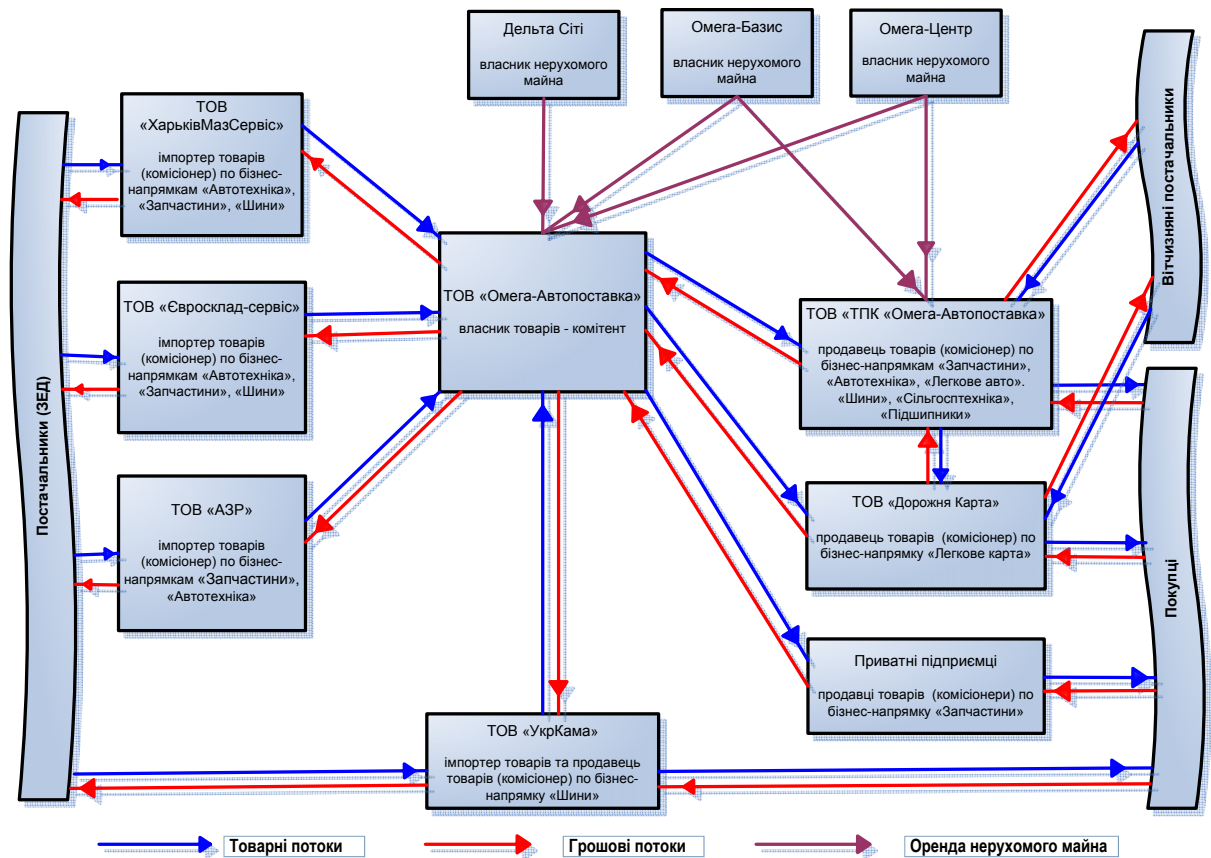 Дельта Сіті
власник нерухомого
майна
Омега-Базис
власник нерухомого
майна
Омега-Центр
власник нерухомого
майна
Постачальники (ЗЕД)
ТОВ
«ХарьківМазСервіс»
імпортер товарів
(комісіонер) по бізнес-
напрямкам «Автотехніка»,
«Запчастини», «Шини»
ТОВ «Євросклад-сервіс»
імпортер товарів
(комісіонер) по бізнес-
напрямкам «Автотехніка»,
«Запчастини», «Шини»
ТОВ «АЗР»
імпортер товарів
(комісіонер) по бізнес-
напрямкам «Запчастини»,
«Автотехніка»
ТОВ «Омега-Автопоставка»
власник товарів - комітент
ТОВ «УкрКама»
імпортер товарів та продавець
товарів (комісіонер) по бізнес-
напрямку «Шини»
ТОВ «ТПК «Омега-Автопоставка»
продавець товарів (комісіонер) по
бізнес-напрямкам «Запчастини»,
«Автотехніка», «Легкове авто».
«Шини», «Сільгосптехніка»,
«Підшипники»
ТОВ «Дорожня Карта»
продавець товарів (комісіонер) по
бізнес-напрямку «Легкове карта»
Приватні підприємці
продавці товарів (комісіонери) по
бізнес-напрямку «Запчастини»
Вітчизняні постачальники
Покупці
Товарні потоки
Грошові потоки
Оренда нерухомого майна